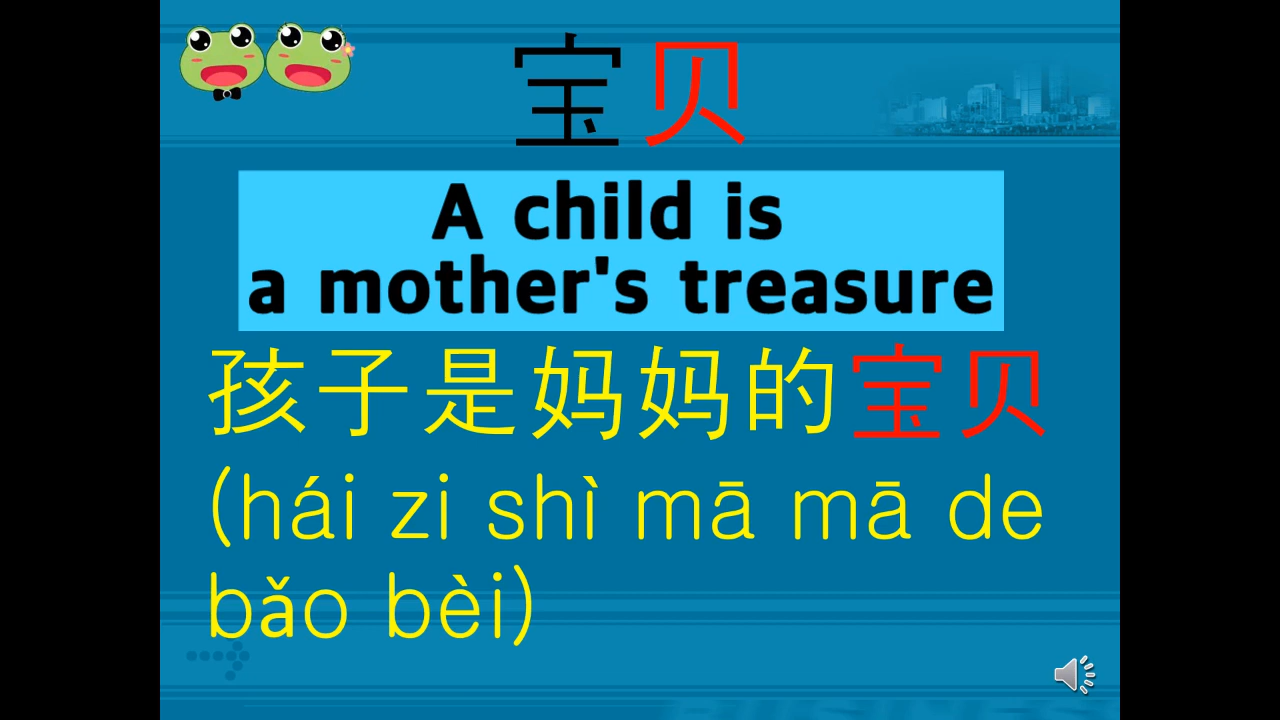 宝贝
A child is
a mother's treasure
孩子是妈妈的宝贝
(hái zi shì mā mā de
bǎo bèi)